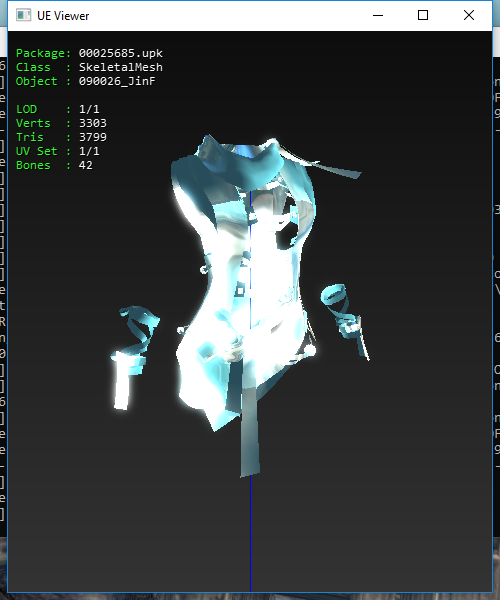 UE Viewer
Package: 00025685.upk
Class : SkeletalMesh
Object : 090026_JinF
LOD : 1/1
Verts : 3303
Tris : 3799
UV Set : 1/1
Bones : 42